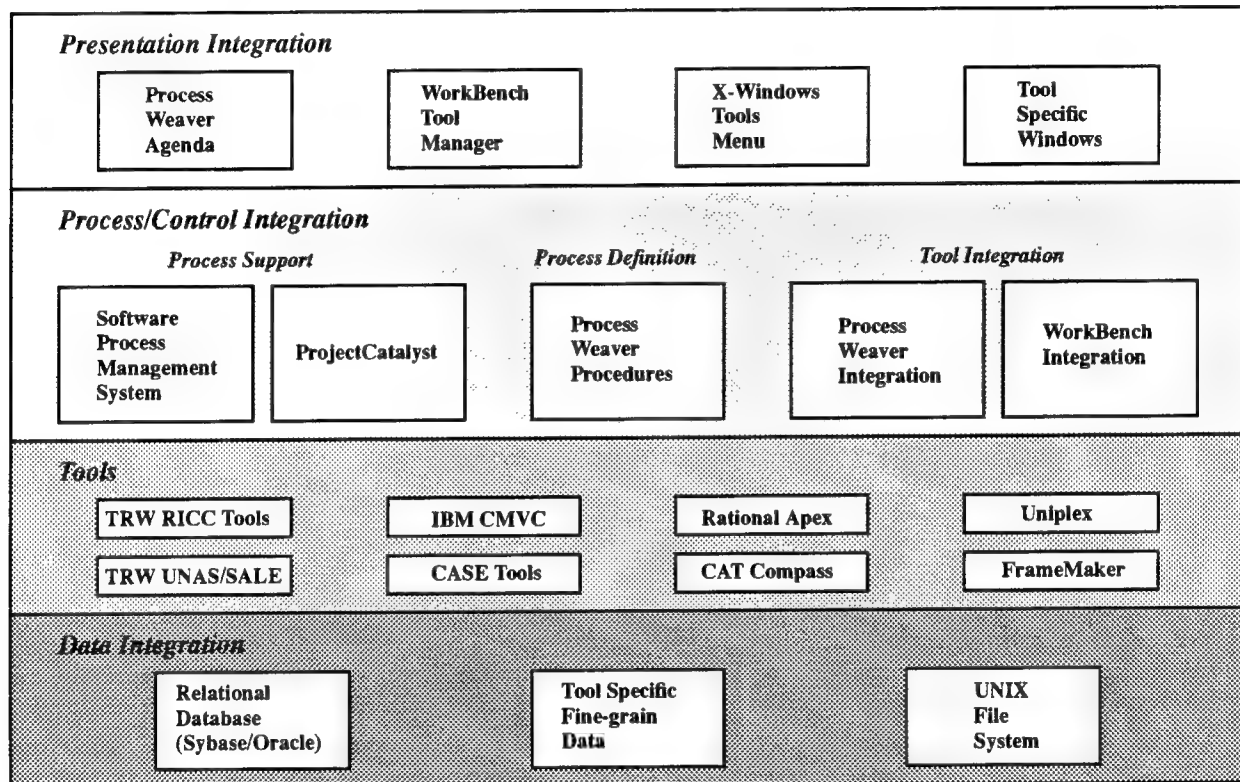 Presentation Integration
Process
Weaver
Agenda
WorkBench
Tool
Manager
X-Windows
Tools
Menu
Tool
Specific
Windows
Process/Control Integration
Process Support
Process Definition
Tool Integration
Software
Process
Management
System
ProjectCatalyst
Process
Weaver
Procedures
Process
Weaver
Integration
WorkBench
Integration
Tools
TRW RICC Tools
IBM CMVC
Rational Apex
Uniplex
TRW UNAS/SALE
CASE Tools
CAT Compass
FrameMaker
Data Integration
Relational
Database
(Sybase/Oracle)
Tool Specific
Fine-grain
Data
UNIX
File
System